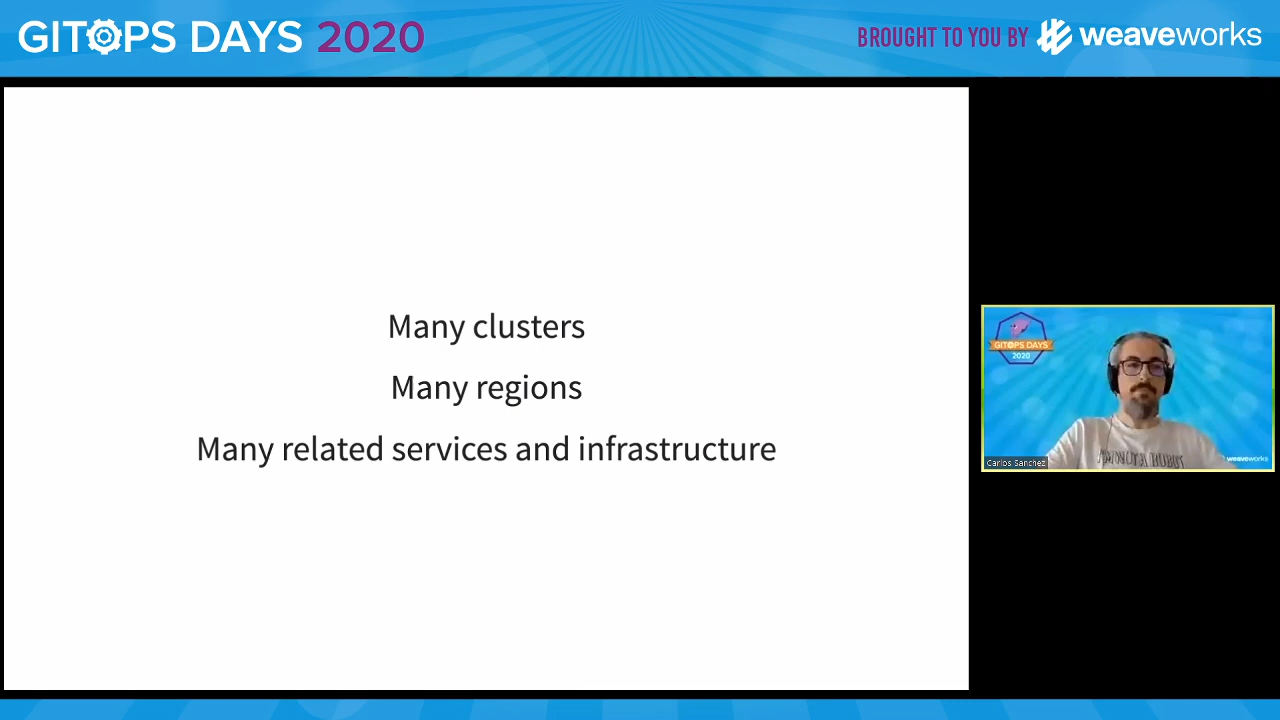 GITOPS DAYS 2020
BROUGHT TO YOU BY weaveworks
Many clusters
Many regions
Many related services and infrastructure
GITOPS DAYS
2020
Carlos Sanchez
weaveworks